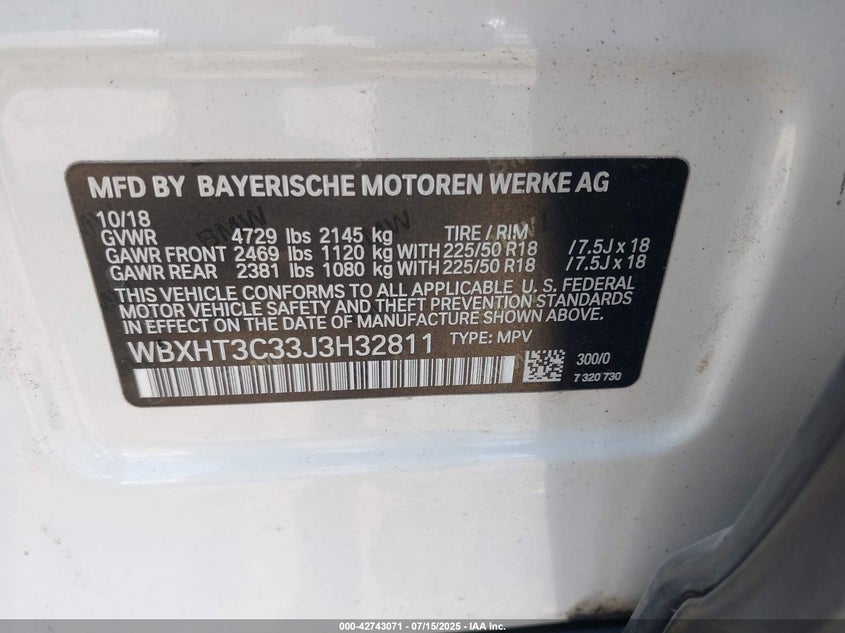 MFD BY BAYERISCHE MOTOREN WERKE AG
10/18
GVWR 4729 lbs 2145 kg TIRE / RIM
GAWR FRONT 2469 lbs 1120 kg WITH 225/50 R18 / 7.5J x 18
GAWR REAR 2381 lbs 1080 kg WITH 225/50 R18 / 7.5J x 18
THIS VEHICLE CONFORMS TO ALL APPLICABLE U. S. FEDERAL
MOTOR VEHICLE SAFETY AND THEFT PREVENTION STANDARDS
IN EFFECT ON THE DATE OF MANUFACTURE SHOWN ABOVE.
WBXHT3C33J3H32811 TYPE: MPV
300/0
7 320 730
000-42743071 - 07/15/2025 - IAA Inc.